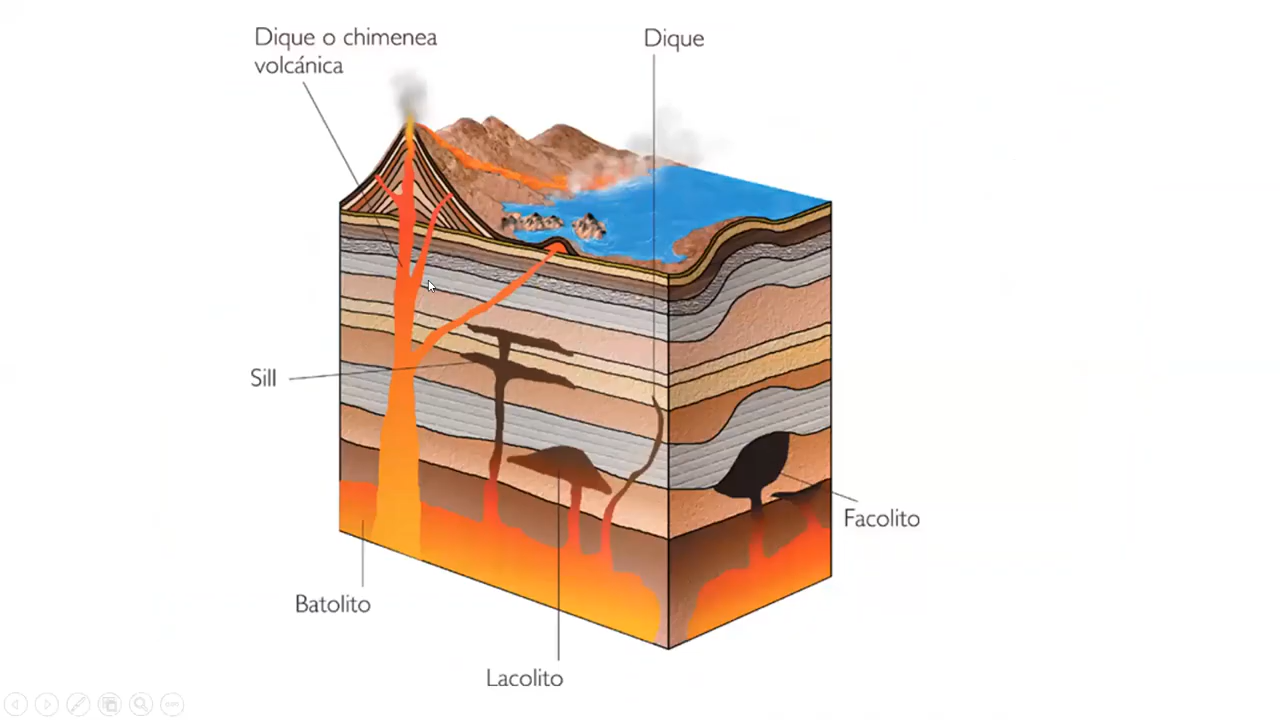 Dique o chimenea
volcánica
Dique
Sill
Facolito
Batolito
Lacolito